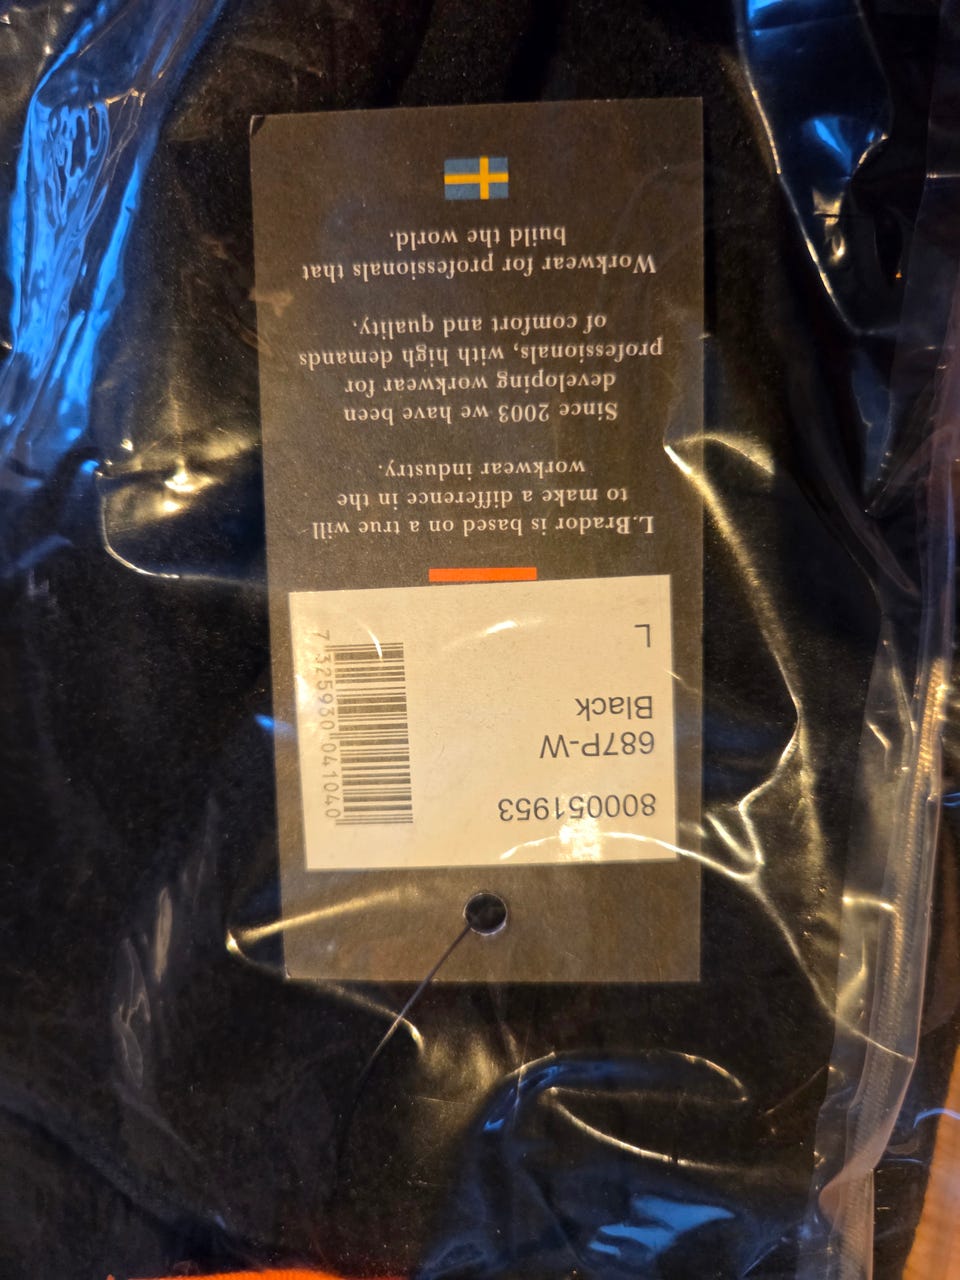 800051953
687P-W
Black
L
7 325930 041040
L.Brador is based on a true will
to make a difference in the
workwear industry.
Since 2003 we have been
developing workwear for
professionals, with high demands
of comfort and quality.
Workwear for professionals that
build the world.